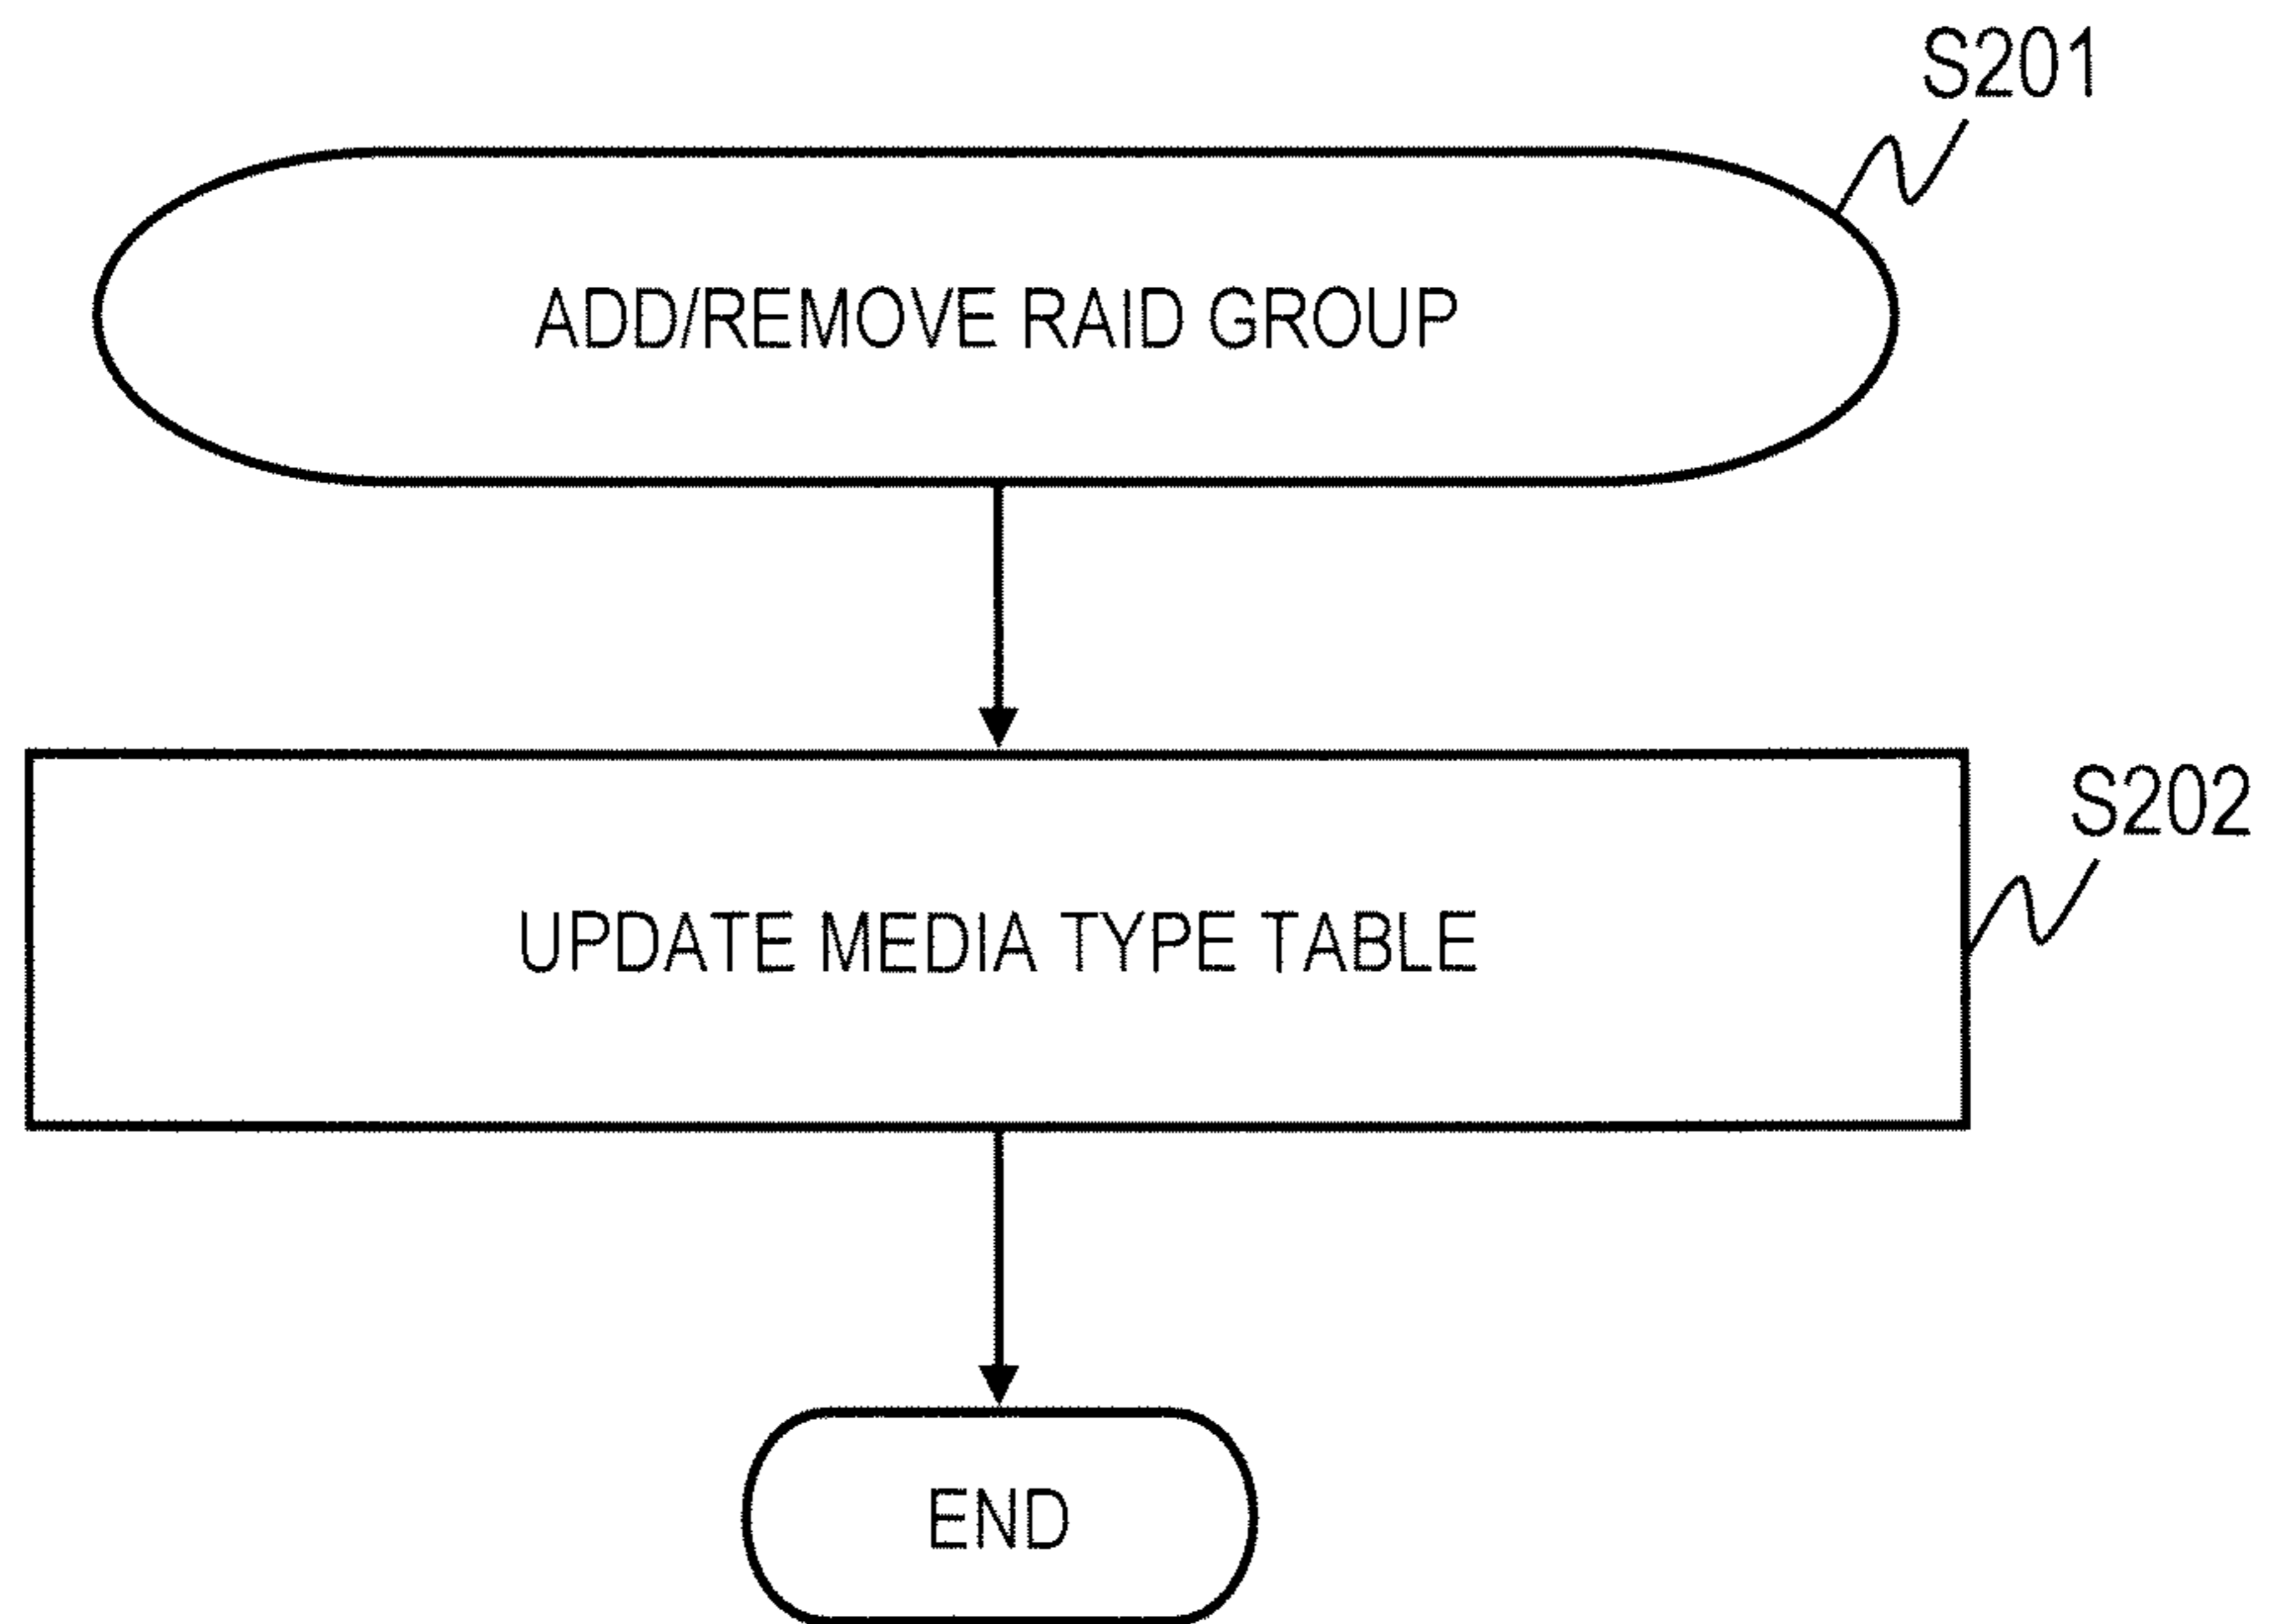 S201
ADD/REMOVE RAID GROUP
S202
UPDATE MEDIA TYPE TABLE
END